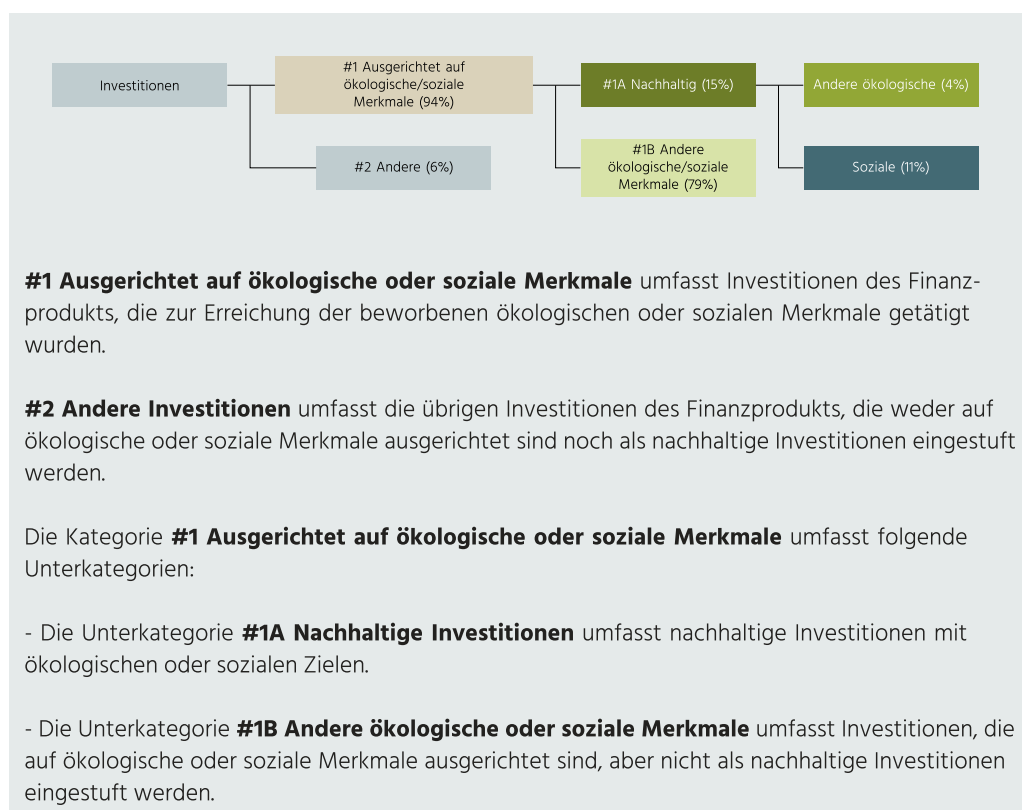 Investitionen
#1 Ausgerichtet auf
ökologische/soziale
Merkmale (94%)
#1A Nachhaltig (15%)
Andere ökologische (4%)
#2 Andere (6%)
#1B Andere
ökologische/soziale
Merkmale (79%)
Soziale (11%)
#1 Ausgerichtet auf ökologische oder soziale Merkmale umfasst Investitionen des Finanz-
produkts, die zur Erreichung der beworbenen ökologischen oder sozialen Merkmale getätigt
wurden.
#2 Andere Investitionen umfasst die übrigen Investitionen des Finanzprodukts, die weder auf
ökologische oder soziale Merkmale ausgerichtet sind noch als nachhaltige Investitionen eingestuft
werden.
Die Kategorie #1 Ausgerichtet auf ökologische oder soziale Merkmale umfasst folgende
Unterkategorien:
- Die Unterkategorie #1A Nachhaltige Investitionen umfasst nachhaltige Investitionen mit
ökologischen oder sozialen Zielen.
- Die Unterkategorie #1B Andere ökologische oder soziale Merkmale umfasst Investitionen, die
auf ökologische oder soziale Merkmale ausgerichtet sind, aber nicht als nachhaltige Investitionen
eingestuft werden.